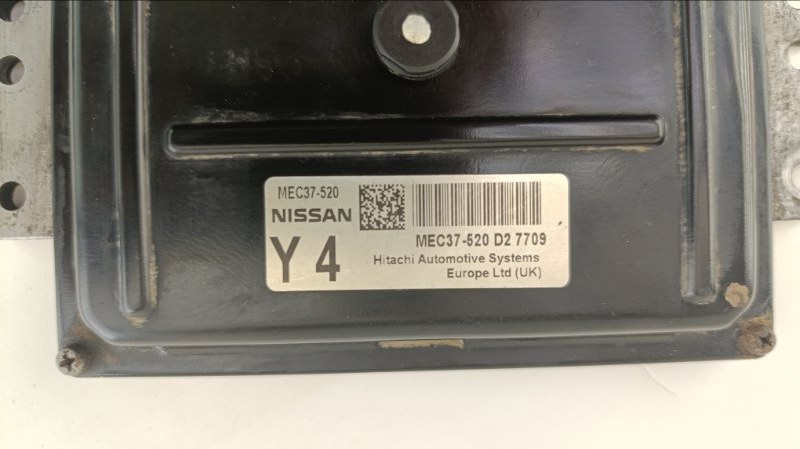 MEC37-520
NISSAN
Y 4
MEC37-520 D2 7709
Hitachi Automotive Systems
Europe Ltd (UK)